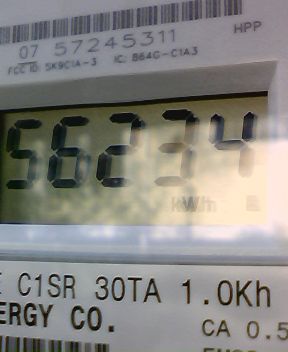 HPP
07 57245311
FCC ID: SK9C1A-3 IC: 864G-C1A3
56234
kWh
C1SR 30TA 1.0Kh
ERGY CO.
CA 0.5